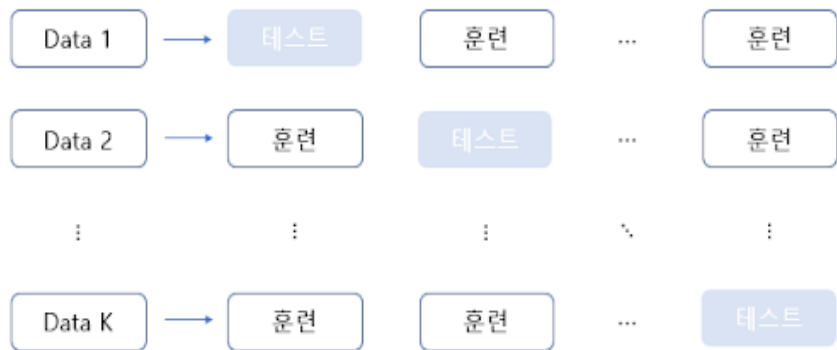 Data 1 테스트 훈련 ... 훈련
Data 2 훈련 테스트 ... 훈련
Data K 훈련 훈련 ... 테스트